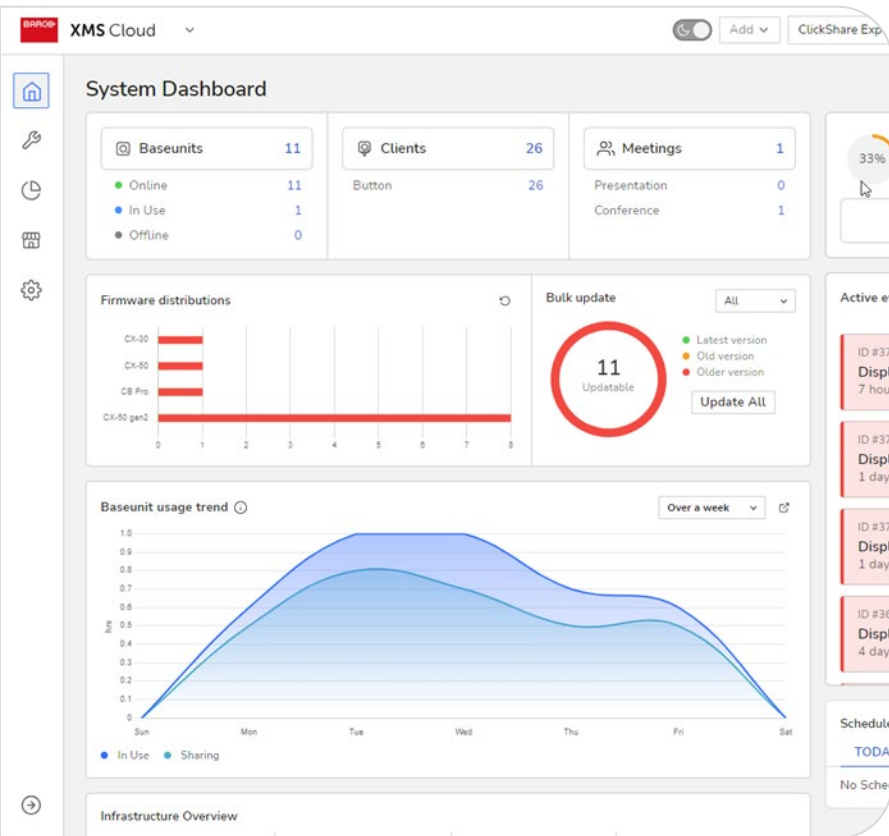 BARCO
XMS Cloud
Add
ClickShare Exp
System Dashboard
Baseunits 11
Online 11
In Use 1
Offline 0
Clients 26
Button 26
Meetings 1
Presentation 0
Conference 1
33%
Firmware distributions
CX-30
CX-50
CB Pro
CX-50 gen2
0 1 2 3 4 5 6 7 8
Bulk update
All
11
Updatable
Latest version
Old version
Older version
Update All
Active e
ID #37
Displ
7 hou
ID #37
Displ
1 day
ID #37
Displ
1 day
ID #36
Displ
4 day
Baseunit usage trend
Over a week
hrs
1.0
0.9
0.8
0.7
0.6
0.5
0.4
0.3
0.2
0.1
0
Sun Mon Tue Wed Thu Fri Sat
In Use Sharing
Schedule
TODA
No Sche
Infrastructure Overview